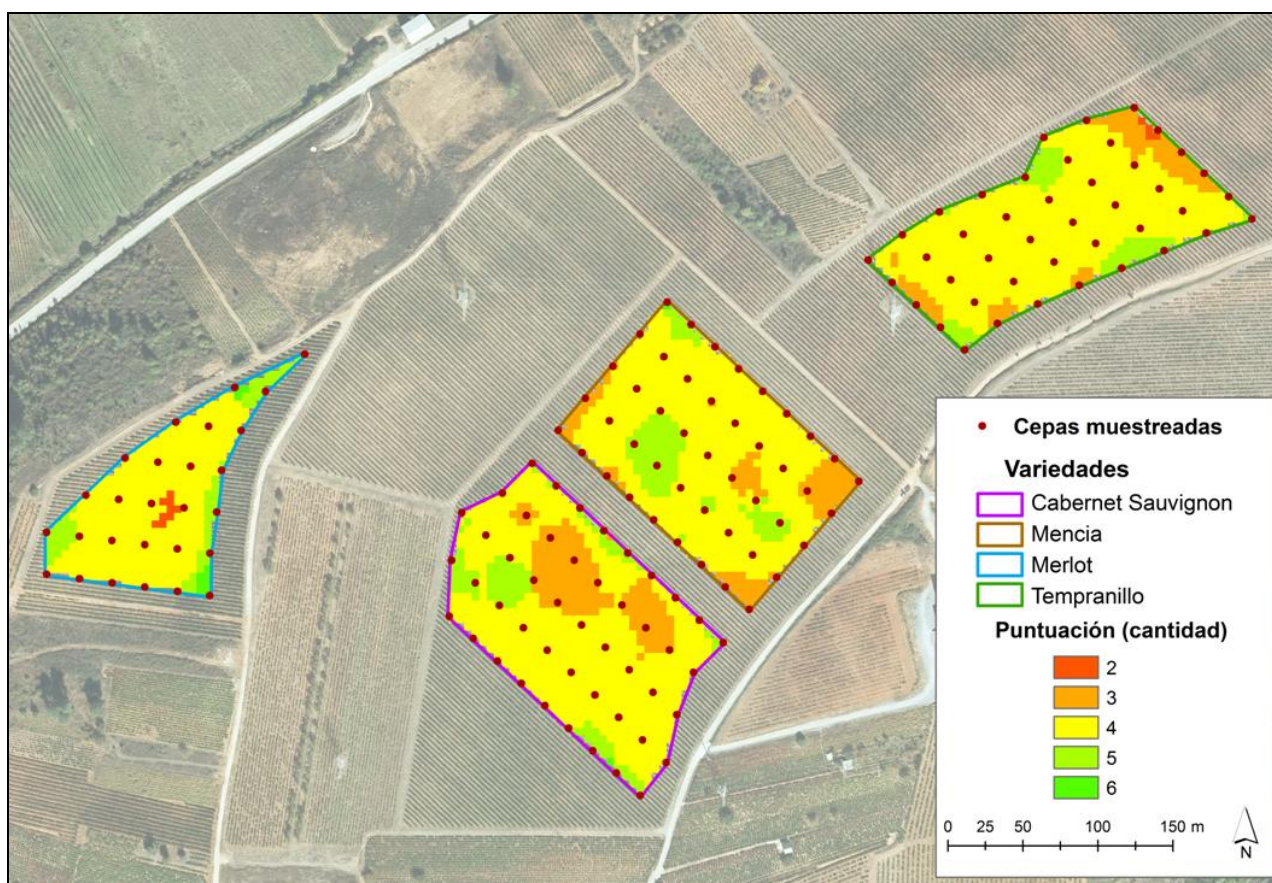 Cepas muestreadas
Variedades
Cabernet Sauvignon
Mencia
Merlot
Tempranillo
Puntuación (cantidad)
2
3
4
5
6
0 25 50 100 150 m
N